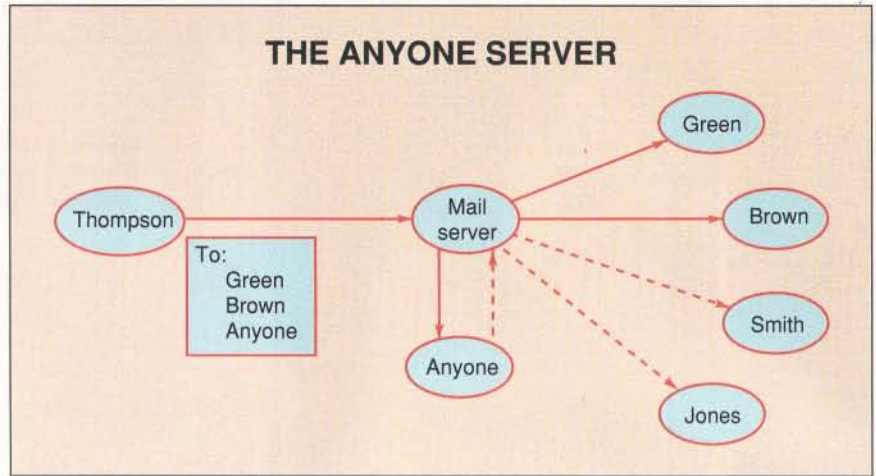 THE ANYONE SERVER
Green
Thompson
Mail
server
Brown
To:
Green
Brown
Anyone
Smith
Anyone
Jones